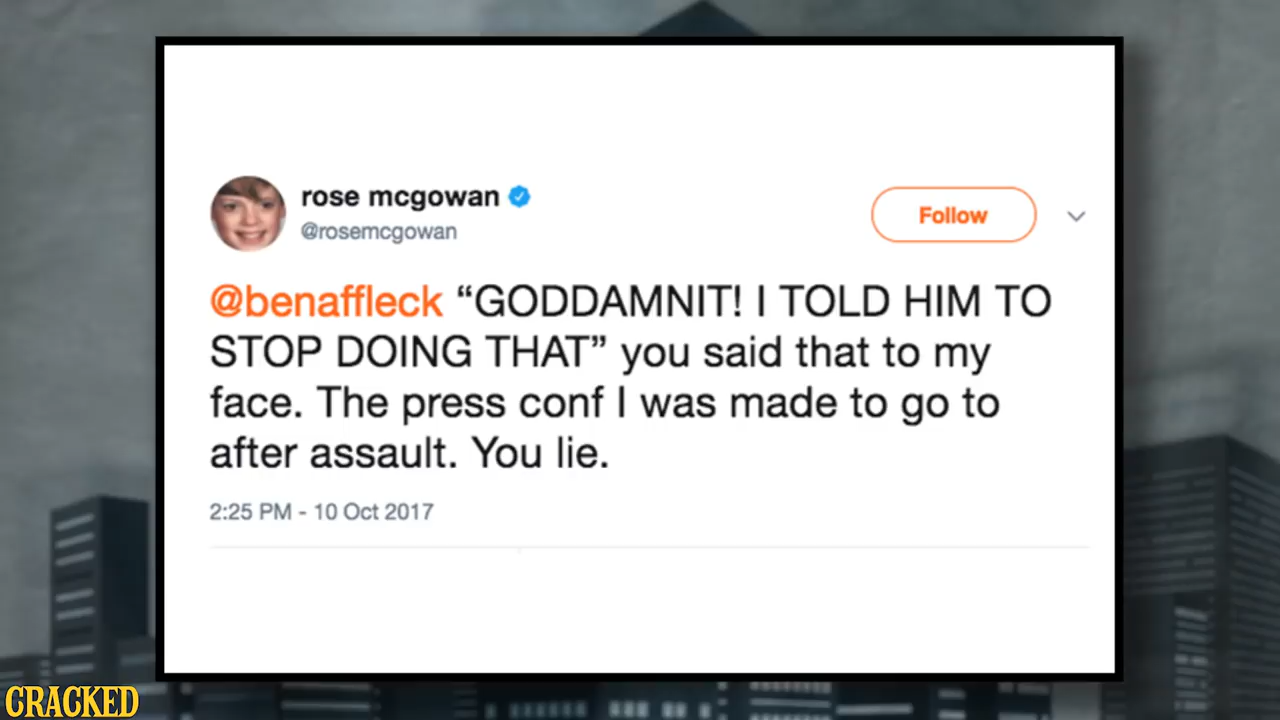 rose mcgowan
@rosemcgowan
Follow
@benaffleck “GODDAMNIT! I TOLD HIM TO
STOP DOING THAT” you said that to my
face. The press conf I was made to go to
after assault. You lie.
2:25 PM - 10 Oct 2017
CRACKED